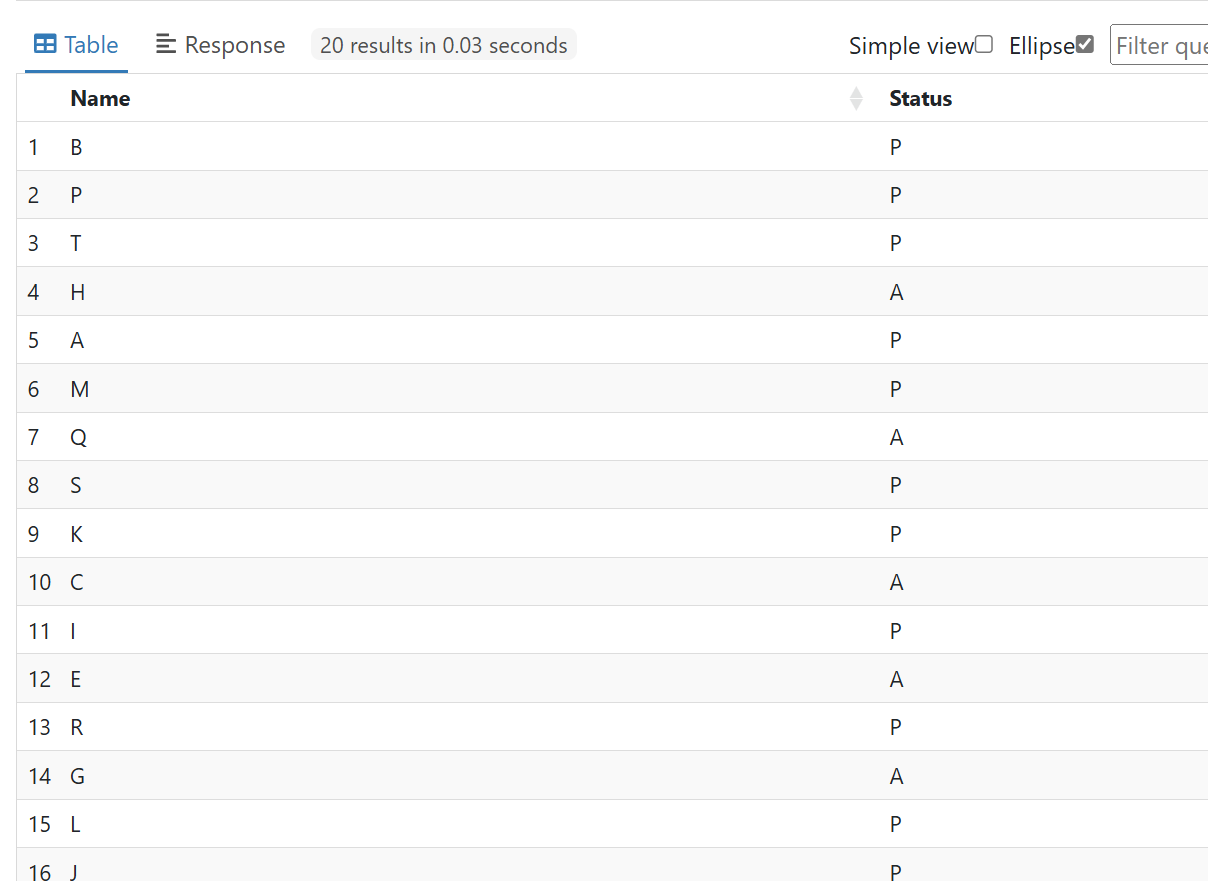 Table Response 20 results in 0.03 seconds Simple view Ellipse Filter que
Name Status
1 B P
2 P P
3 T P
4 H A
5 A P
6 M P
7 Q A
8 S P
9 K P
10 C A
11 I P
12 E A
13 R P
14 G A
15 L P
16 J P